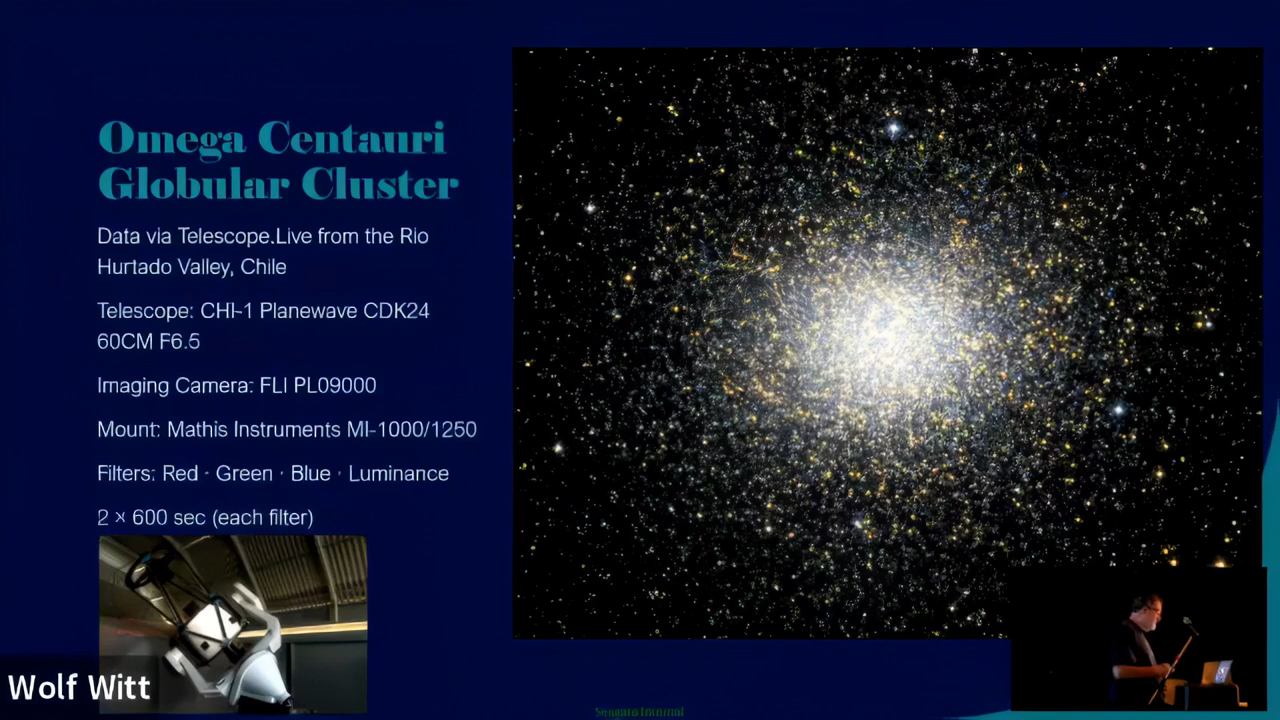 Omega Centauri
Globular Cluster
Data via Telescope.Live from the Rio
Hurtado Valley, Chile
Telescope: CHI-1 Planewave CDK24
60CM F6.5
Imaging Camera: FLI PL09000
Mount: Mathis Instruments MI-1000/1250
Filters: Red · Green · Blue · Luminance
2 × 600 sec (each filter)
Wolf Witt